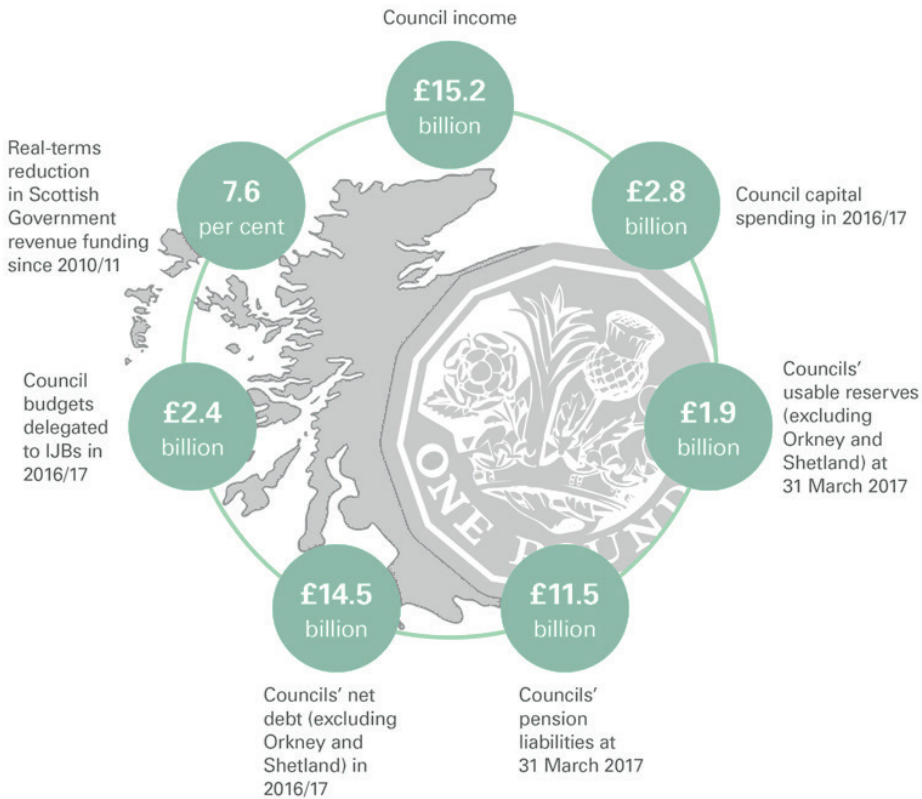 Council income
£15.2
billion
£2.8
billion
Council capital
spending in 2016/17
£1.9
billion
Councils'
usable reserves
(excluding
Orkney and
Shetland) at
31 March 2017
£11.5
billion
Councils'
pension
liabilities at
31 March 2017
£14.5
billion
Councils' net
debt (excluding
Orkney and
Shetland) in
2016/17
£2.4
billion
Council
budgets
delegated
to IJBs in
2016/17
7.6
per cent
Real-terms
reduction
in Scottish
Government
revenue funding
since 2010/11
ONE POUND